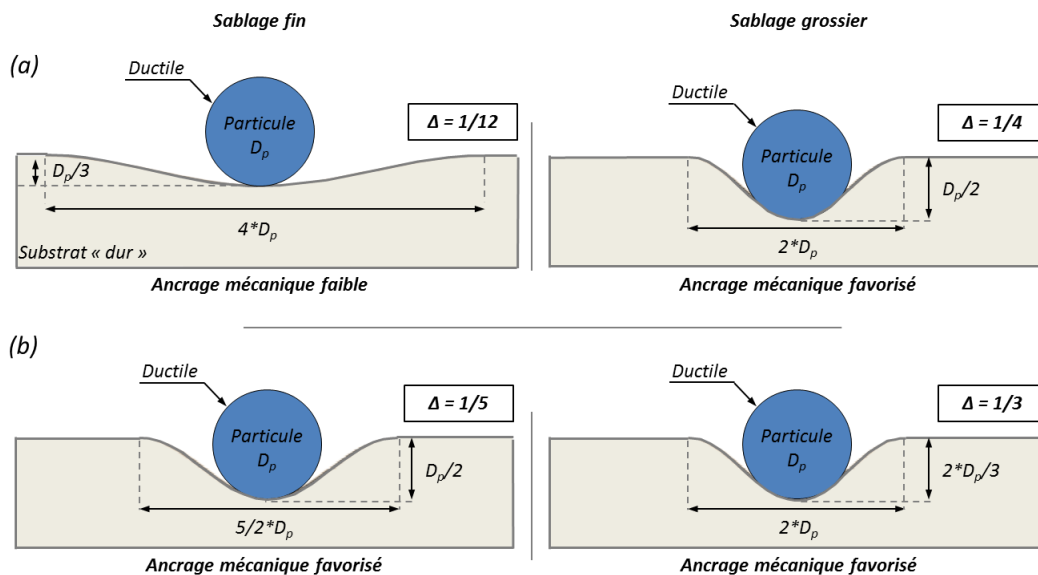 Sablage fin
Sablage grossier
(a)
Ductile
Particule
Dp
Δ = 1/12
Dp/3
4*Dp
Substrat « dur »
Ancrage mécanique faible
Ductile
Particule
Dp
Δ = 1/4
Dp/2
2*Dp
Ancrage mécanique favorisé
(b)
Ductile
Particule
Dp
Δ = 1/5
Dp/2
5/2*Dp
Ancrage mécanique favorisé
Ductile
Particule
Dp
Δ = 1/3
2*Dp/3
2*Dp
Ancrage mécanique favorisé